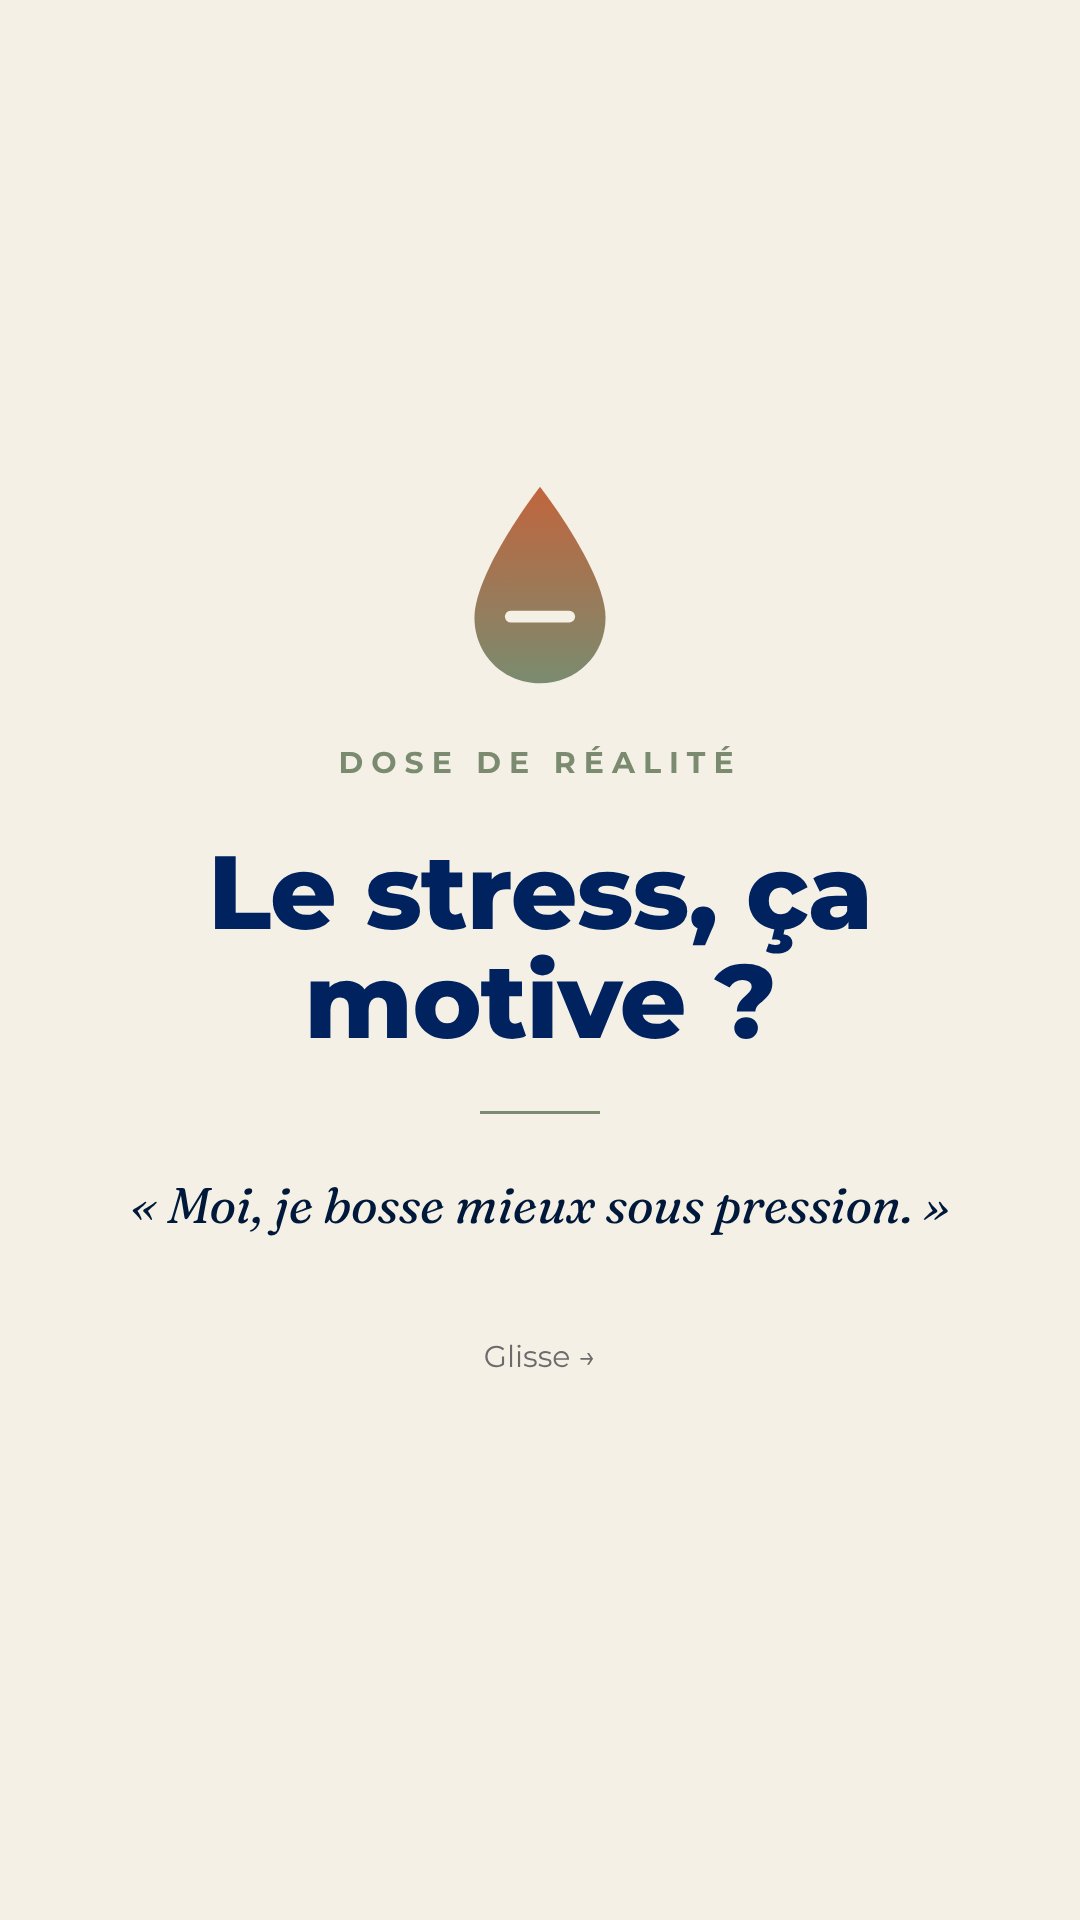 DOSE DE RÉALITÉ
Le stress, ça
motive ?
« Moi, je bosse mieux sous pression. »
Glisse →